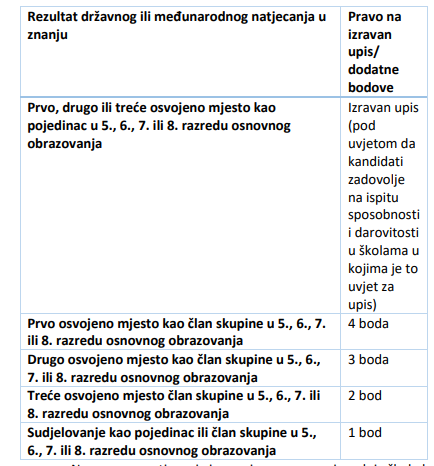 Rezultat državnog ili međunarodnog natjecanja u
znanju
Pravo na
izravan
upis/
dodatne
bodove
Prvo, drugo ili treće osvojeno mjesto kao
pojedinac u 5., 6., 7. ili 8. razredu osnovnog
obrazovanja
Izravan upis
(pod
uvjetom da
kandidati
zadovolje
na ispitu
sposobnosti
i darovitosti
u školama u
kojima je to
uvjet za
upis)
Prvo osvojeno mjesto kao član skupine u 5., 6., 7.
ili 8. razredu osnovnog obrazovanja
4 boda
Drugo osvojeno mjesto kao član skupine u 5., 6.,
7. ili 8. razredu osnovnog obrazovanja
3 boda
Treće osvojeno mjesto član skupine u 5., 6., 7. ili
8. razredu osnovnog obrazovanja
2 bod
Sudjelovanje kao pojedinac ili član skupine u 5.,
6., 7. ili 8. razredu osnovnog obrazovanja
1 bod